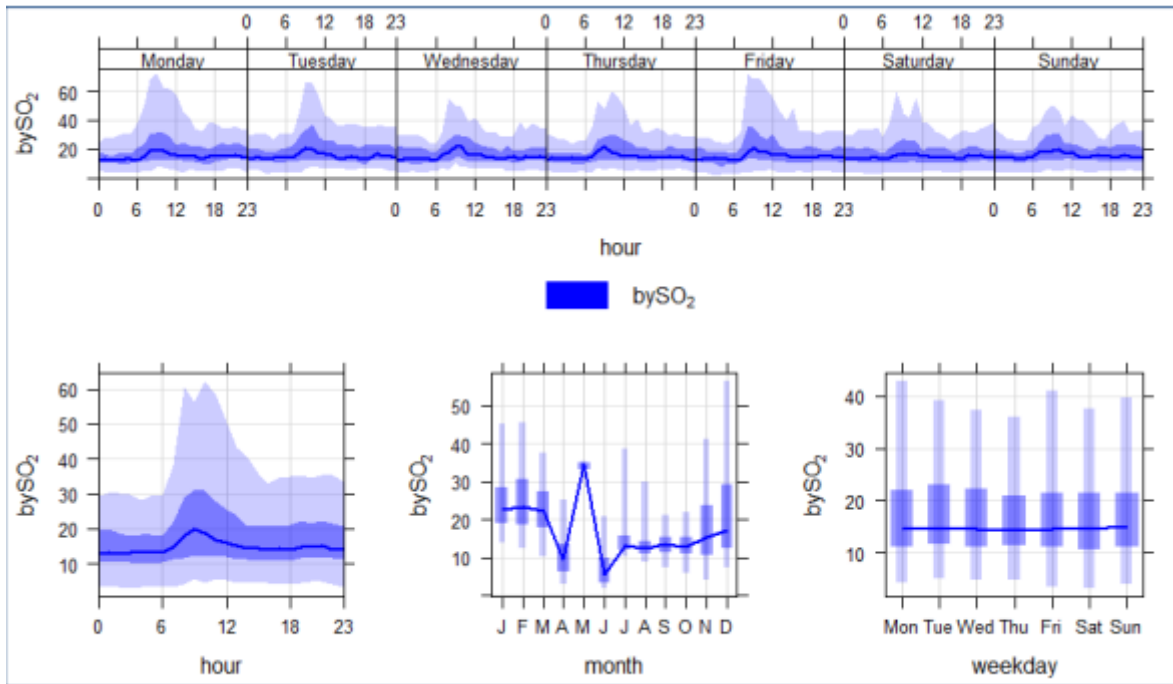 0 6 12 18 23 0 6 12 18 23 0 6 12 18 23
Monday Tuesday Wednesday Thursday Friday Saturday Sunday
60
40
20
bySO₂
0 6 12 18 23 0 6 12 18 23 0 6 12 18 23 0 6 12 18 23
hour
bySO₂
60
50
40
30
20
10
bySO₂
0 6 12 18 23
hour
50
40
30
20
10
bySO₂
J F M A M J J A S O N D
month
40
30
20
10
bySO₂
Mon Tue Wed Thu Fri Sat Sun
weekday